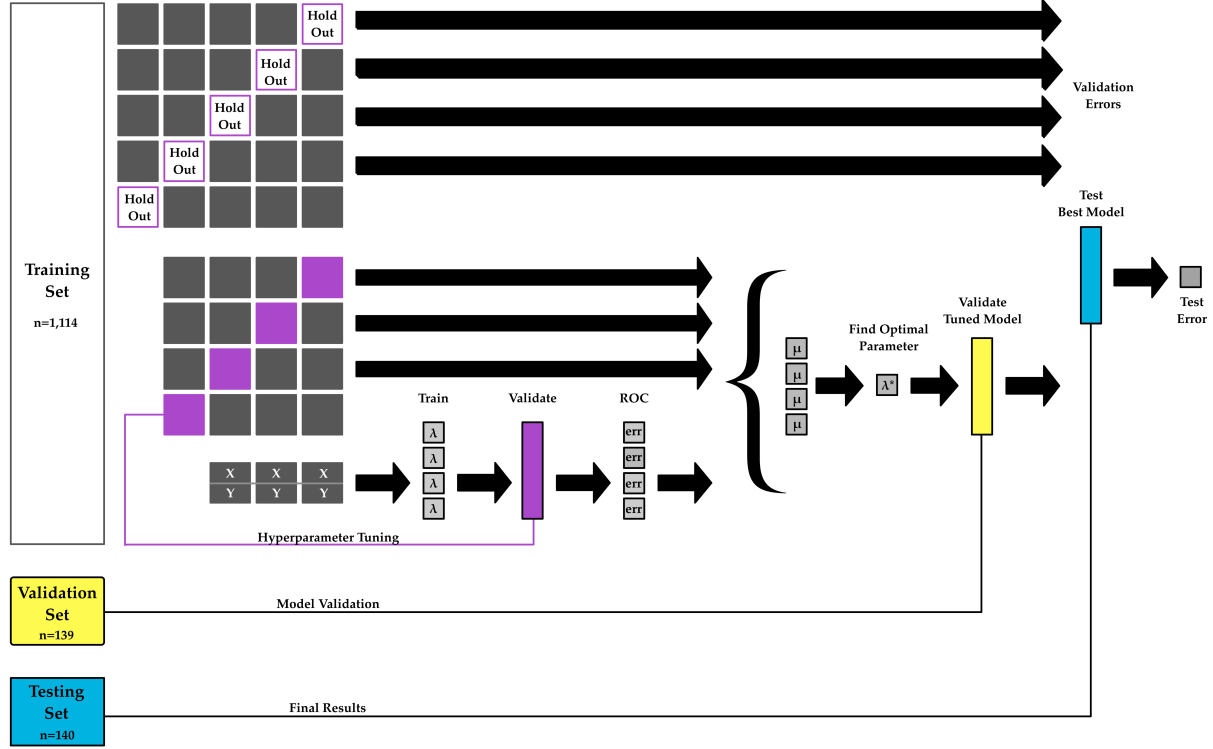 Hold
Out
Hold
Out
Hold
Out
Hold
Out
Hold
Out
Validation
Errors
Training
Set
n=1,114
Test
Best Model
Test
Error
Validate
Tuned Model
Find Optimal
Parameter
μ
μ
μ
μ
λ*
Train
Validate
ROC
λ
λ
λ
λ
err
err
err
err
X X X
Y Y Y
Hyperparameter Tuning
Validation
Set
n=139
Model Validation
Testing
Set
n=140
Final Results